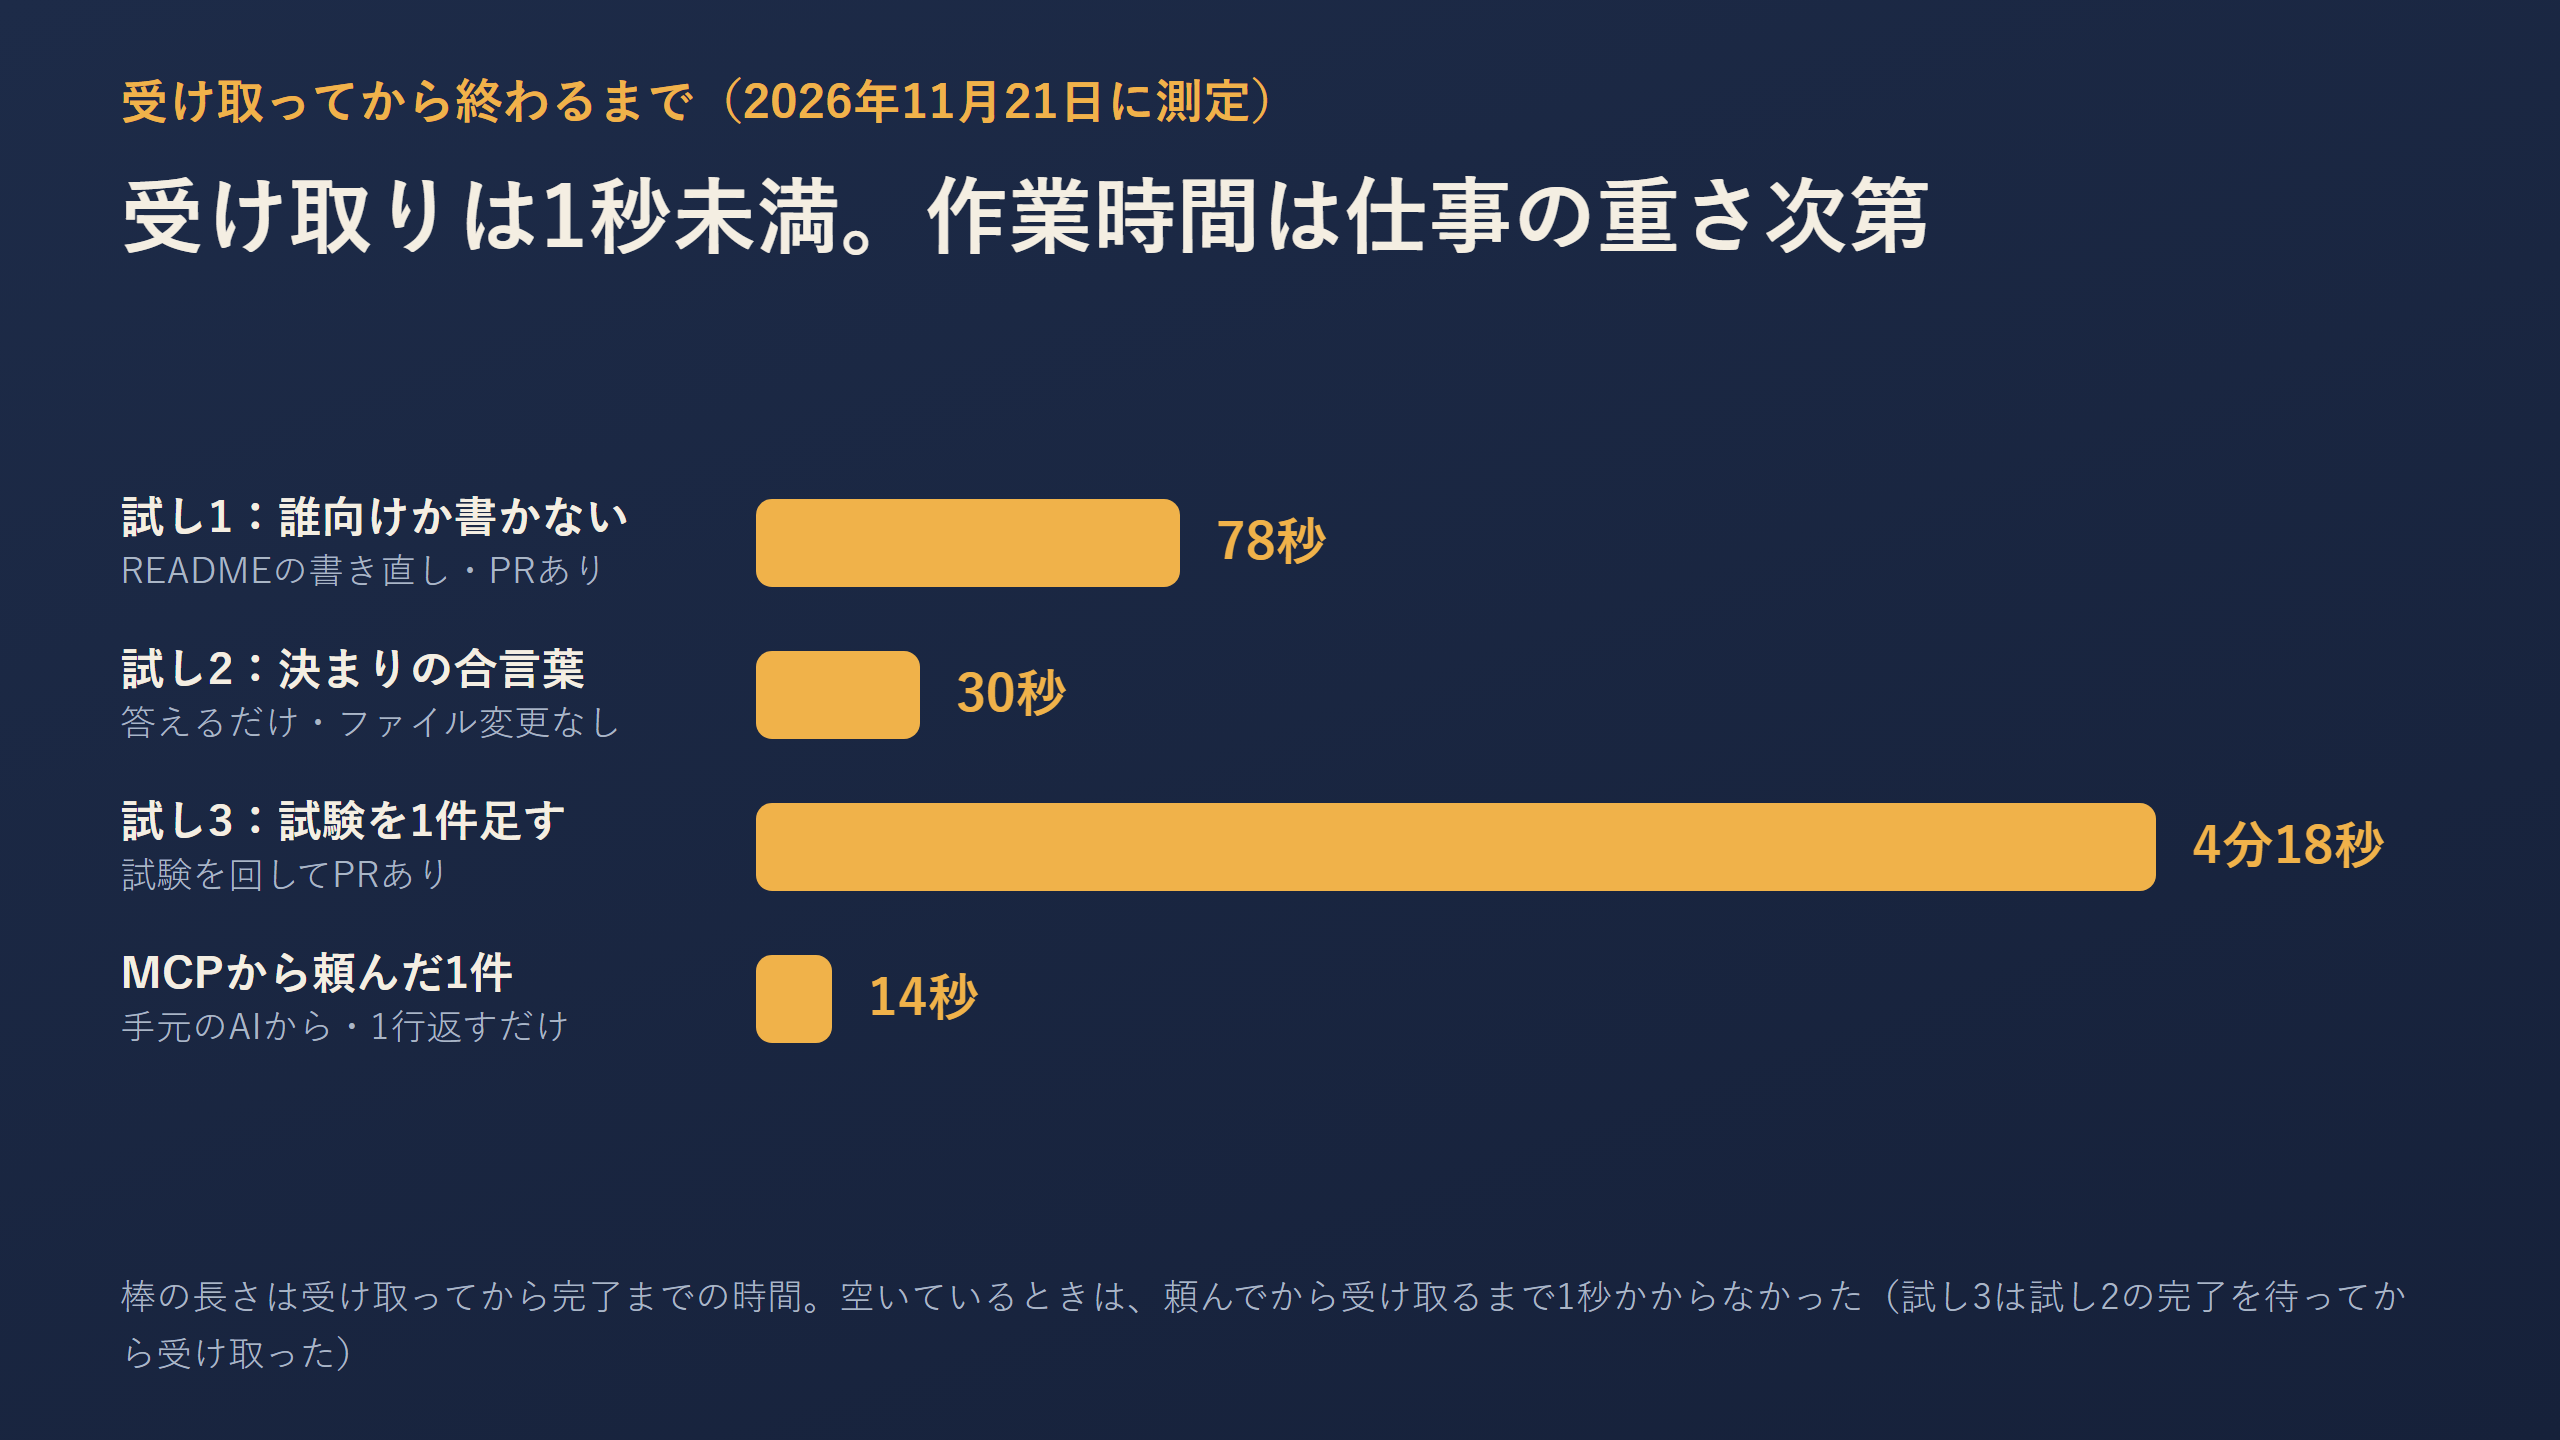 受け取ってから終わるまで（2026年11月21日に測定）
受け取りは1秒未満。作業時間は仕事の重さ次第
試し1：誰向けか書かない
READMEの書き直し・PRあり
78秒
試し2：決まりの合言葉
答えるだけ・ファイル変更なし
30秒
試し3：試験を1件足す
試験を回してPRあり
4分18秒
MCPから頼んだ1件
手元のAIから・1行返すだけ
14秒
棒の長さは受け取ってから完了までの時間。空いているときは、頼んでから受け取るまで1秒かからなかった（試し3は試し2の完了を待ってか
ら受け取った）